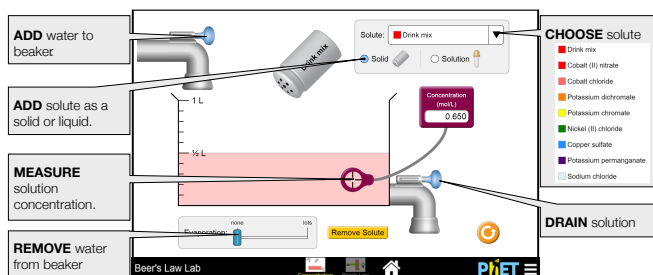 ADD water to
beaker.
ADD solute as a
solid or liquid.
MEASURE
solution
concentration.
REMOVE water
from beaker
Drink mix
Solute:
Drink mix
Solid
Solution
1 L
½ L
Concentration
(mol/L)
0.650
none
lots
Evaporation:
Remove Solute
CHOOSE solute
Drink mix
Cobalt (II) nitrate
Cobalt chloride
Potassium dichromate
Potassium chromate
Nickel (II) chloride
Copper sulfate
Potassium permanganate
Sodium chloride
DRAIN solution
Beer's Law Lab
PhET